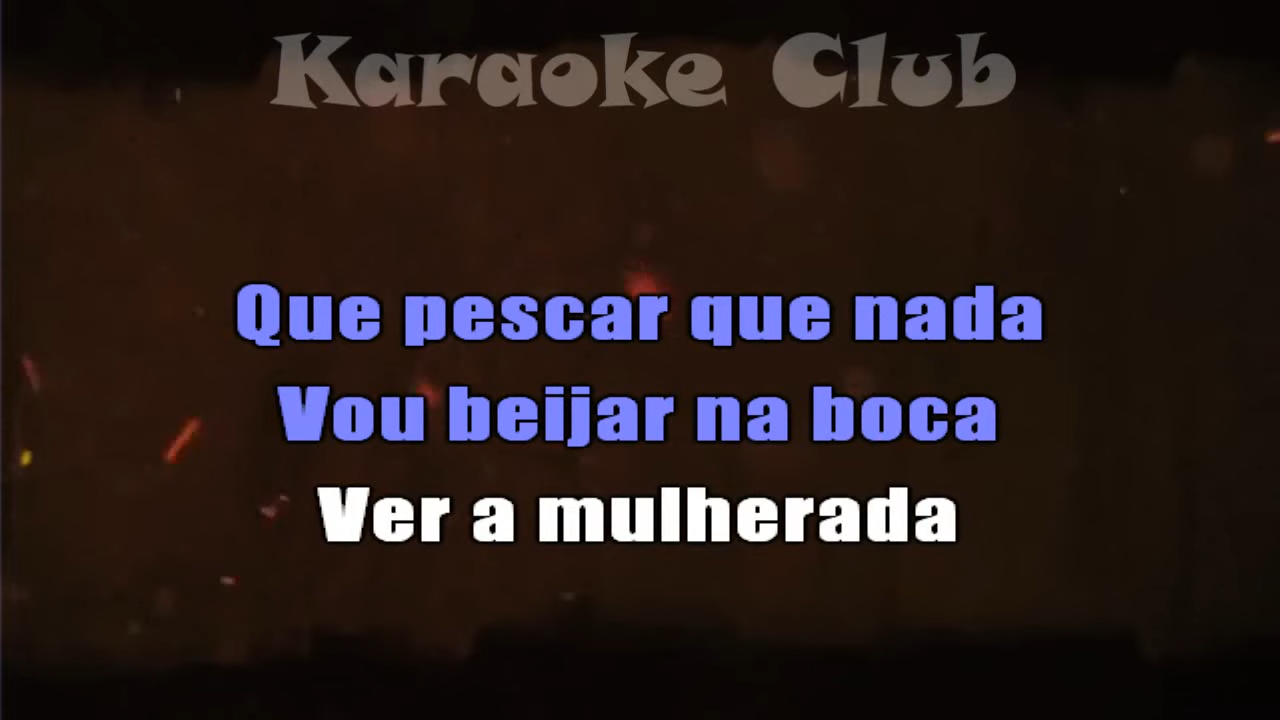 Karaoke Club
Que pescar que nada
Vou beijar na boca
Ver a mulherada